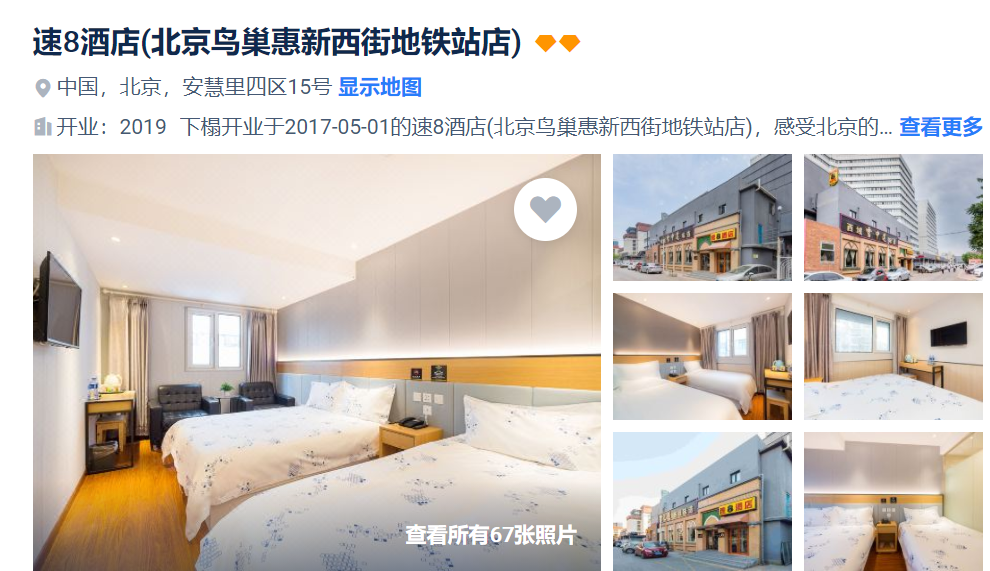 速8酒店(北京鸟巢惠新西街地铁站店)
中国，北京，安慧里四区15号 显示地图
开业：2019 下榻开业于2017-05-01的速8酒店(北京鸟巢惠新西街地铁站店)，感受北京的... 查看更多
查看所有67张照片